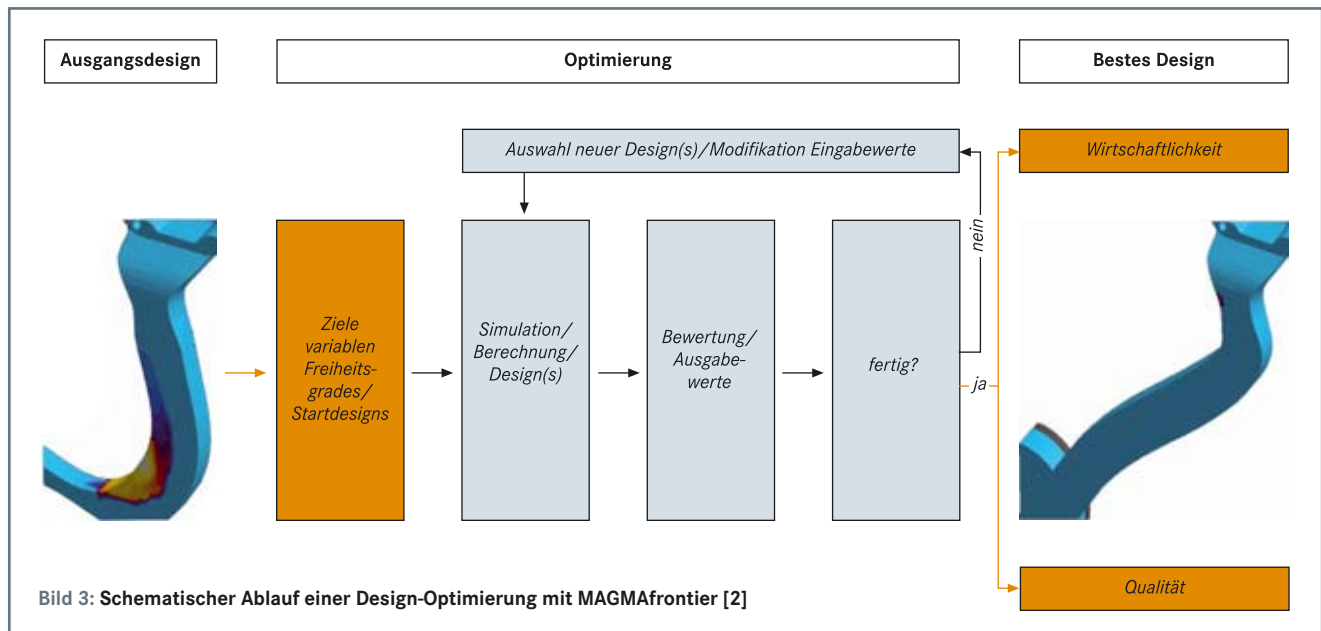 Ausgangsdesign
Optimierung
Bestes Design
Auswahl neuer Design(s)/Modifikation Eingabewerte
Wirtschaftlichkeit
Ziele
variablen
Freiheits-
grades/
Startdesigns
Simulation/
Berechnung/
Design(s)
Bewertung/
Ausgabe-
werte
fertig?
nein
ja
Qualität
Bild 3: Schematischer Ablauf einer Design-Optimierung mit MAGMAfrontier [2]